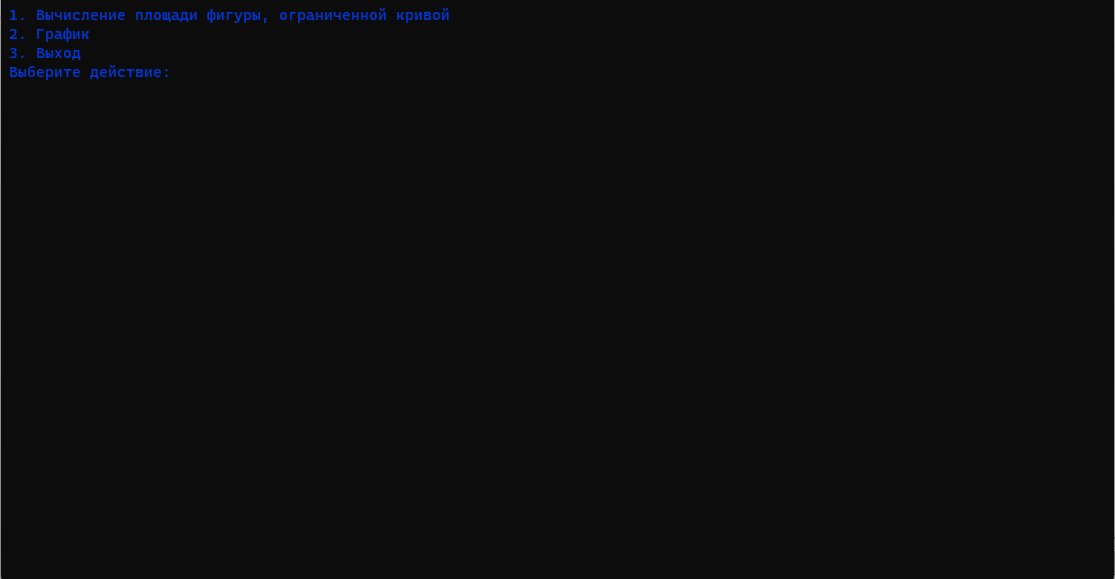 1. Вычисление площади фигуры, ограниченной кривой
2. График
3. Выход
Выберите действие: